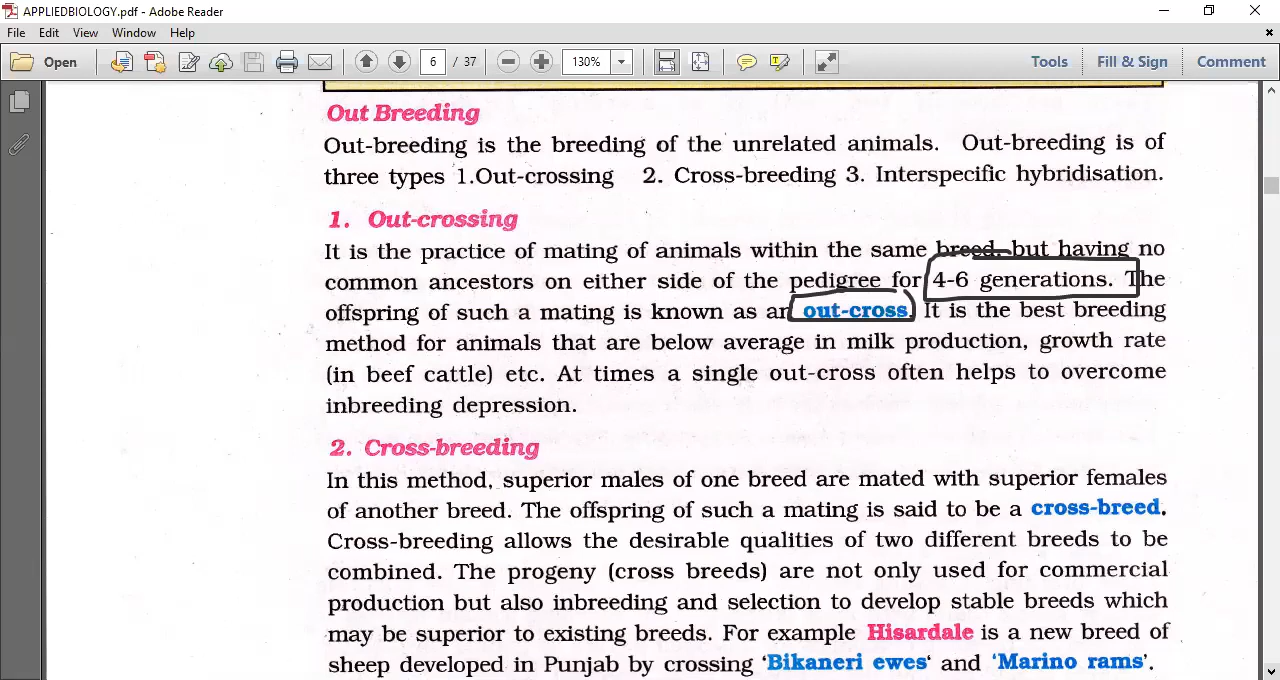 APPLIEDBIOLOGY.pdf - Adobe Reader
File Edit View Window Help
Open 6 / 37 130% Tools Fill & Sign Comment
Out Breeding
Out-breeding is the breeding of the unrelated animals. Out-breeding is of
three types 1.Out-crossing 2. Cross-breeding 3. Interspecific hybridisation.
1. Out-crossing
It is the practice of mating of animals within the same breed, but having no
common ancestors on either side of the pedigree for 4-6 generations. The
offspring of such a mating is known as an out-cross. It is the best breeding
method for animals that are below average in milk production, growth rate
(in beef cattle) etc. At times a single out-cross often helps to overcome
inbreeding depression.
2. Cross-breeding
In this method, superior males of one breed are mated with superior females
of another breed. The offspring of such a mating is said to be a cross-breed.
Cross-breeding allows the desirable qualities of two different breeds to be
combined. The progeny (cross breeds) are not only used for commercial
production but also inbreeding and selection to develop stable breeds which
may be superior to existing breeds. For example Hisardale is a new breed of
sheep developed in Punjab by crossing ‘Bikaneri ewes‘ and ‘Marino rams’.